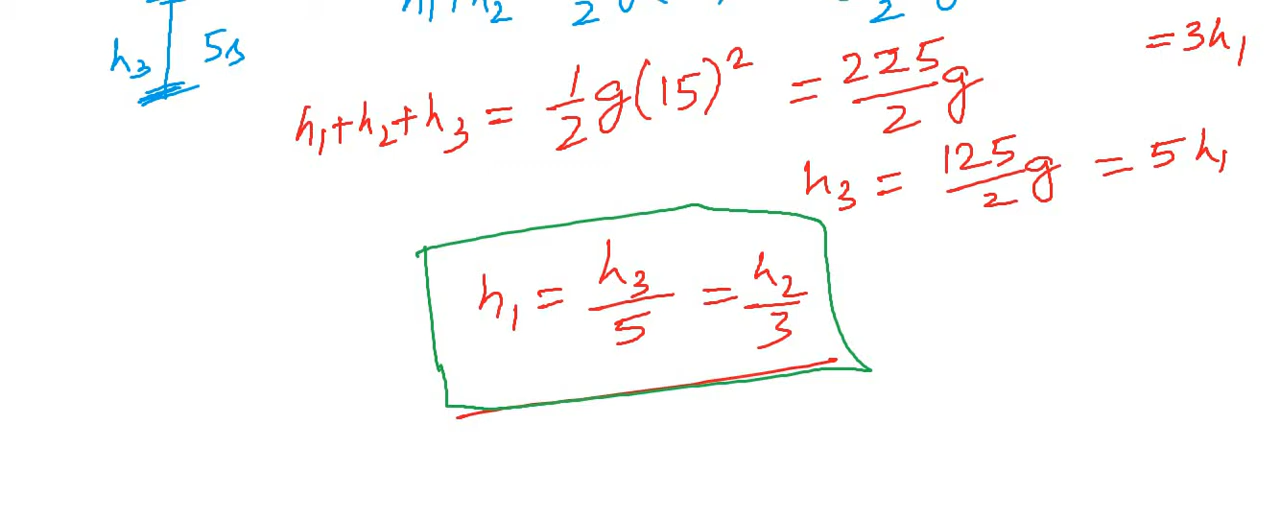 h₃ 5s
= 3h₁
h₁+h₂+h₃ = 1/2 g(15)² = 225/2 g
h₃ = 125/2 g = 5h₁
h₁ = h₃/5 = h₂/3